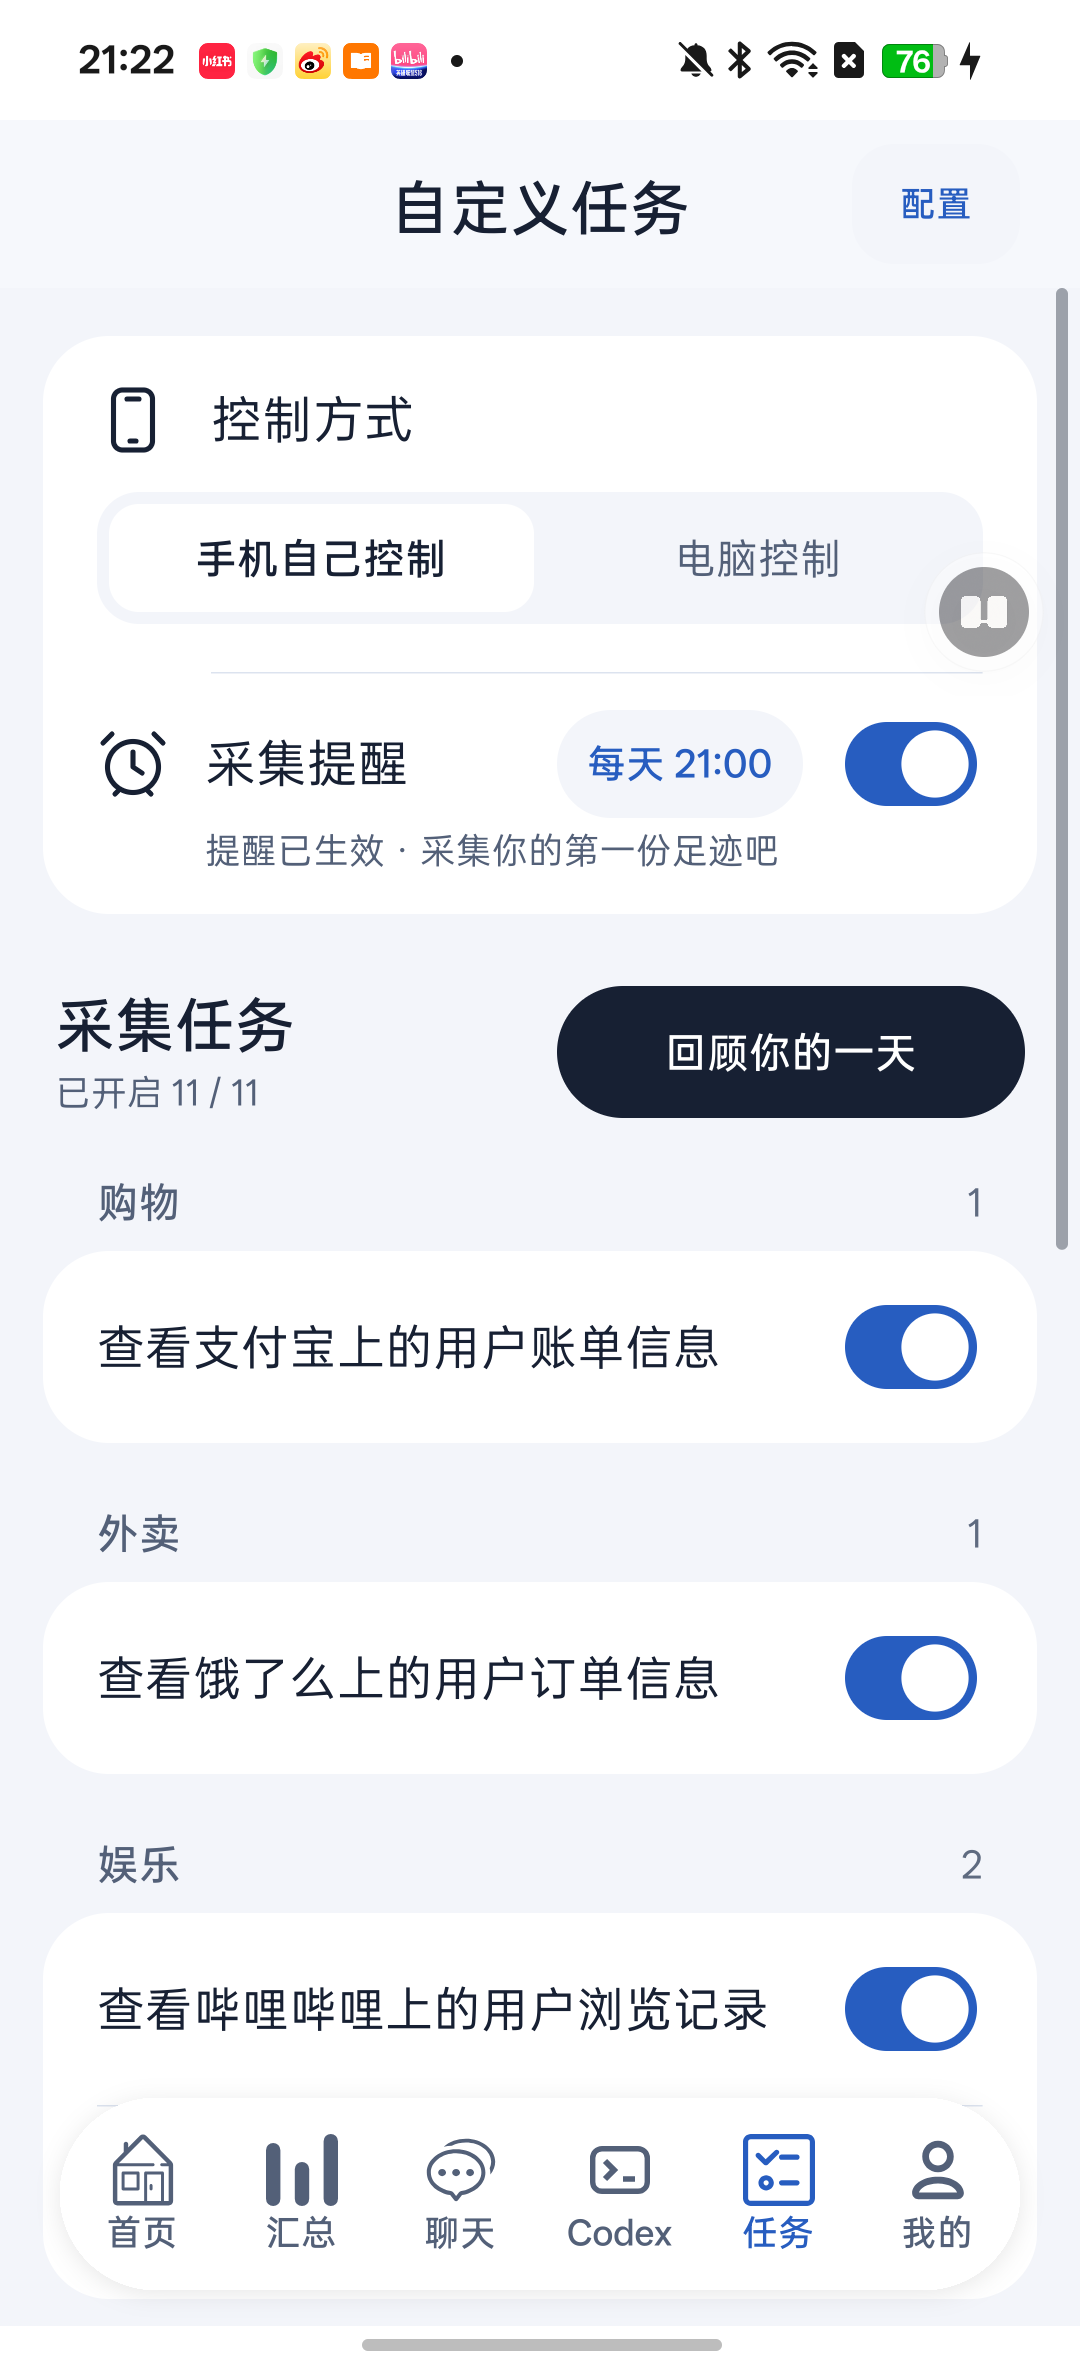 21:22
小红书
bilibili
76
自定义任务
配置
控制方式
手机自己控制
电脑控制
采集提醒
每天 21:00
提醒已生效 · 采集你的第一份足迹吧
采集任务
回顾你的一天
已开启 11 / 11
购物
1
查看支付宝上的用户账单信息
外卖
1
查看饿了么上的用户订单信息
娱乐
2
查看哔哩哔哩上的用户浏览记录
首页
汇总
聊天
Codex
任务
我的